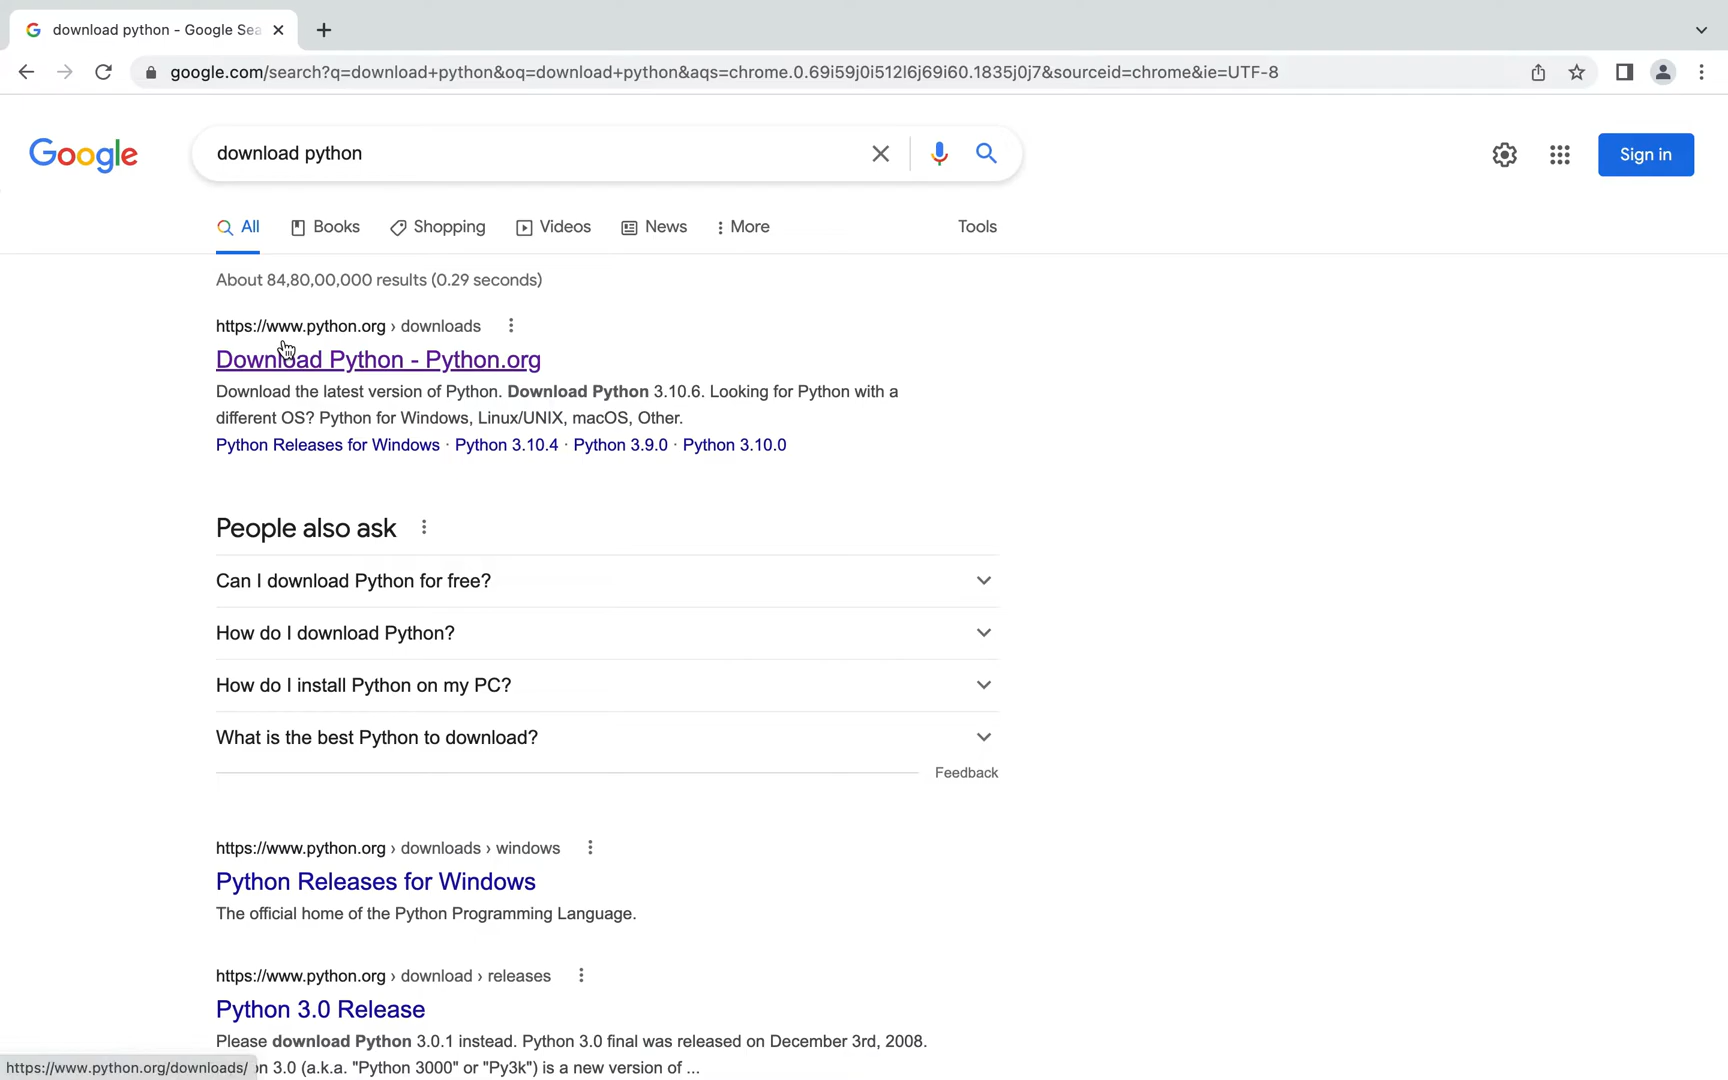 download python - Google Sea
google.com/search?q=download+python&oq=download+python&aqs=chrome.0.69i59j0i512l6j69i60.1835j0j7&sourceid=chrome&ie=UTF-8
Google
download python
Sign in
All
Books
Shopping
Videos
News
More
Tools
About 84,80,00,000 results (0.29 seconds)
https://www.python.org › downloads
Download Python - Python.org
Download the latest version of Python. Download Python 3.10.6. Looking for Python with a
different OS? Python for Windows, Linux/UNIX, macOS, Other.
Python Releases for Windows · Python 3.10.4 · Python 3.9.0 · Python 3.10.0
People also ask
Can I download Python for free?
How do I download Python?
How do I install Python on my PC?
What is the best Python to download?
Feedback
https://www.python.org › downloads › windows
Python Releases for Windows
The official home of the Python Programming Language.
https://www.python.org › download › releases
Python 3.0 Release
Please download Python 3.0.1 instead. Python 3.0 final was released on December 3rd, 2008.
https://www.python.org/downloads/ n 3.0 (a.k.a. "Python 3000" or "Py3k") is a new version of ...